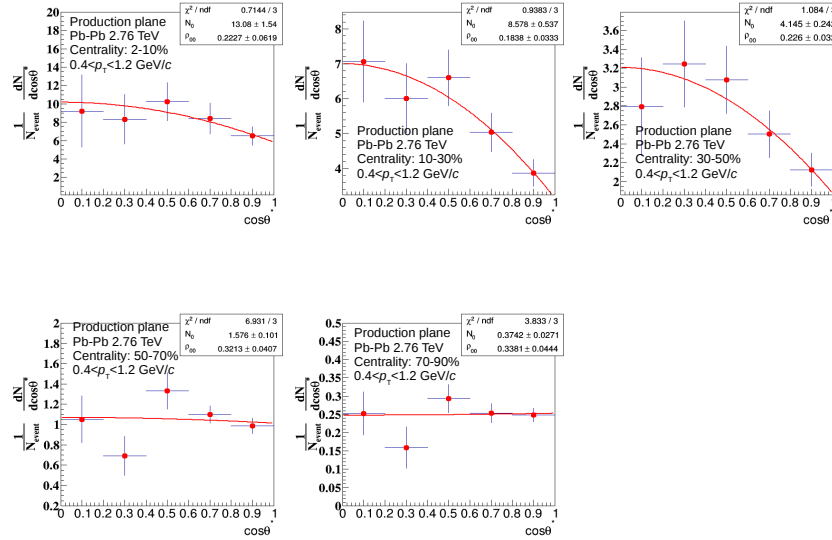 Production plane
Pb-Pb 2.76 TeV
Centrality: 2-10%
0.4<p_T<1.2 GeV/c
χ² / ndf 0.7144 / 3
N₀ 13.08 ± 1.54
ρ₀₀ 0.2227 ± 0.0619
20
18
16
14
12
10
8
6
4
2
0 0.1 0.2 0.3 0.4 0.5 0.6 0.7 0.8 0.9 1
cosθ*
1/N_event dN/dcosθ*
χ² / ndf 0.9383 / 3
N₀ 8.578 ± 0.537
ρ₀₀ 0.1838 ± 0.0333
Production plane
Pb-Pb 2.76 TeV
Centrality: 10-30%
0.4<p_T<1.2 GeV/c
8
7
6
5
4
0 0.1 0.2 0.3 0.4 0.5 0.6 0.7 0.8 0.9 1
cosθ*
1/N_event dN/dcosθ*
χ² / ndf 1.084 / 3
N₀ 4.145 ± 0.24
ρ₀₀ 0.226 ± 0.03
Production plane
Pb-Pb 2.76 TeV
Centrality: 30-50%
0.4<p_T<1.2 GeV/c
3.6
3.4
3.2
3
2.8
2.6
2.4
2.2
2
0 0.1 0.2 0.3 0.4 0.5 0.6 0.7 0.8 0.9 1
cosθ*
1/N_event dN/dcosθ*
Production plane
Pb-Pb 2.76 TeV
Centrality: 50-70%
0.4<p_T<1.2 GeV/c
χ² / ndf 6.931 / 3
N₀ 1.576 ± 0.101
ρ₀₀ 0.3213 ± 0.0407
2
1.8
1.6
1.4
1.2
1
0.8
0.6
0.4
0.2
0 0.1 0.2 0.3 0.4 0.5 0.6 0.7 0.8 0.9 1
cosθ*
1/N_event dN/dcosθ*
Production plane
Pb-Pb 2.76 TeV
Centrality: 70-90%
0.4<p_T<1.2 GeV/c
χ² / ndf 3.833 / 3
N₀ 0.3742 ± 0.0271
ρ₀₀ 0.3381 ± 0.0444
0.5
0.45
0.4
0.35
0.3
0.25
0.2
0.15
0.1
0.05
0
0 0.1 0.2 0.3 0.4 0.5 0.6 0.7 0.8 0.9 1
cosθ*
1/N_event dN/dcosθ*